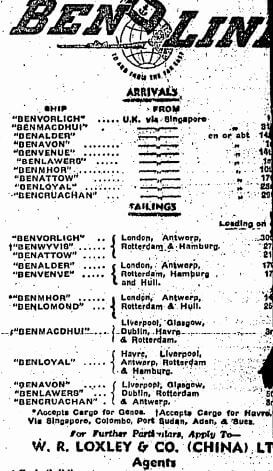 BEN LINE
TO AND FROM THE FAR EAST
ARRIVALS
SHIP FROM
"BENVORLICH" .. U.K. via Singapore
"BENMACDHUI" "
"BENALDER" .... " en or abt
"BENAVON" ...... "
"BENVENUE" .... "
"BENLAWERS" .. "
"BENMHOR" ...... "
"BENATTOW" .... "
"BENLOYAL" .... "
"BENCRUACHAN" "
SAILINGS
Loading on
"BENVORLICH" .. London, Antwerp,
†"BENWYVIS" ...... Rotterdam & Hamburg.
"BENATTOW" ......
"BENALDER" ...... London, Antwerp,
"BENVENUE" ...... Rotterdam, Hamburg
and Hull.
*"BENMHOR" ...... London, Antwerp,
"BENLOMOND" .. Rotterdam & Hull.
Liverpool, Glasgow,
"BENMACDHUI".... Dublin, Havre
& Rotterdam.
Havre, Liverpool,
"BENLOYAL" ...... Antwerp, Rotterdam
& Hamburg.
"BENAVON" ........ Liverpool, Glasgow,
"BENLAWERS" .... Dublin, Rotterdam
"BENCRUACHAN" & Antwerp.
*Accepts Cargo for Genoa. †Accepts Cargo for Havre.
Via Singapore, Colombo, Port Sudan, Aden, & Suez.
For Further Particulars, Apply To—
W. R. LOXLEY & CO. (CHINA) LT
Agents